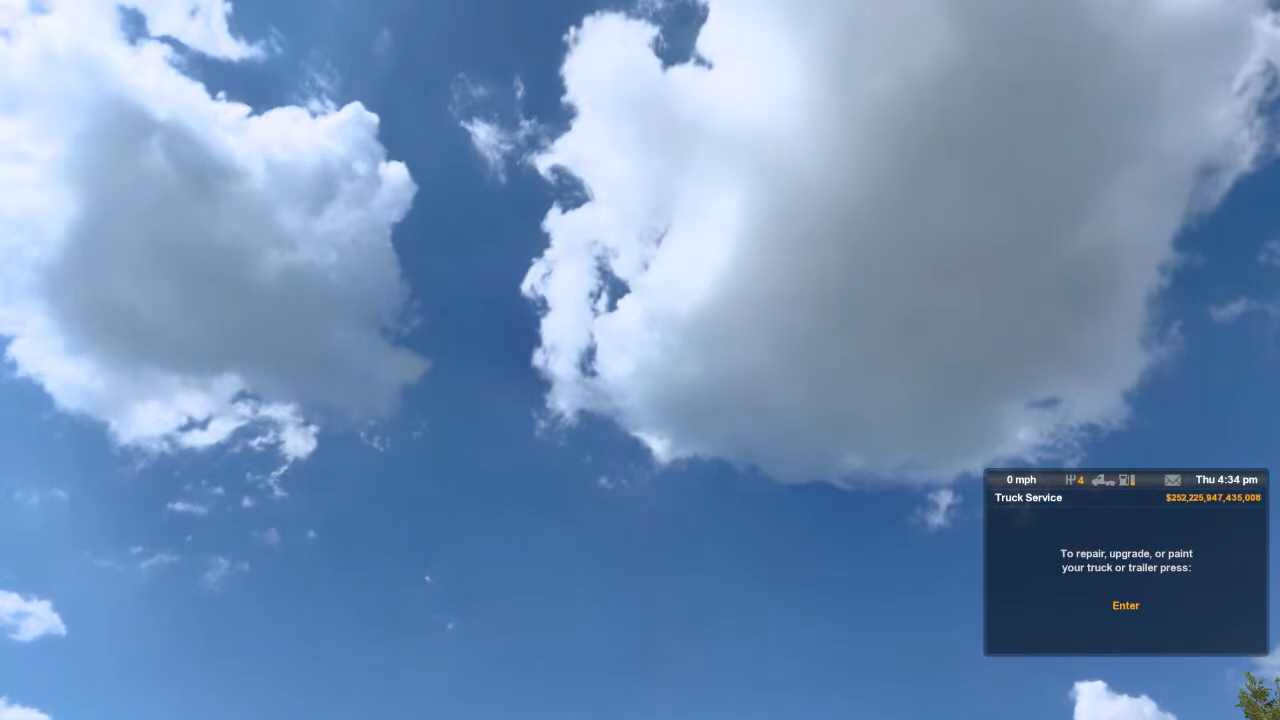 0 mph 4 Thu 4:34 pm
Truck Service $252,225,947,435,008
To repair, upgrade, or paint
your truck or trailer press:
Enter